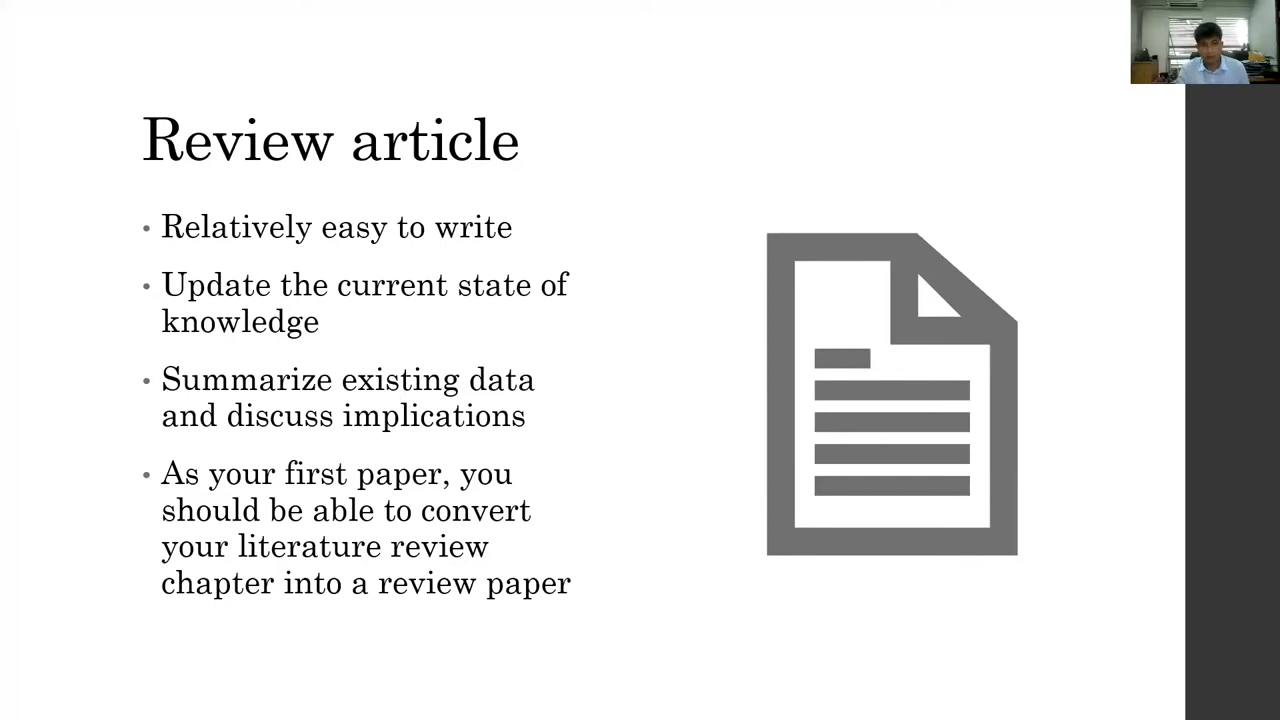 Review article
• Relatively easy to write
• Update the current state of
knowledge
• Summarize existing data
and discuss implications
• As your first paper, you
should be able to convert
your literature review
chapter into a review paper